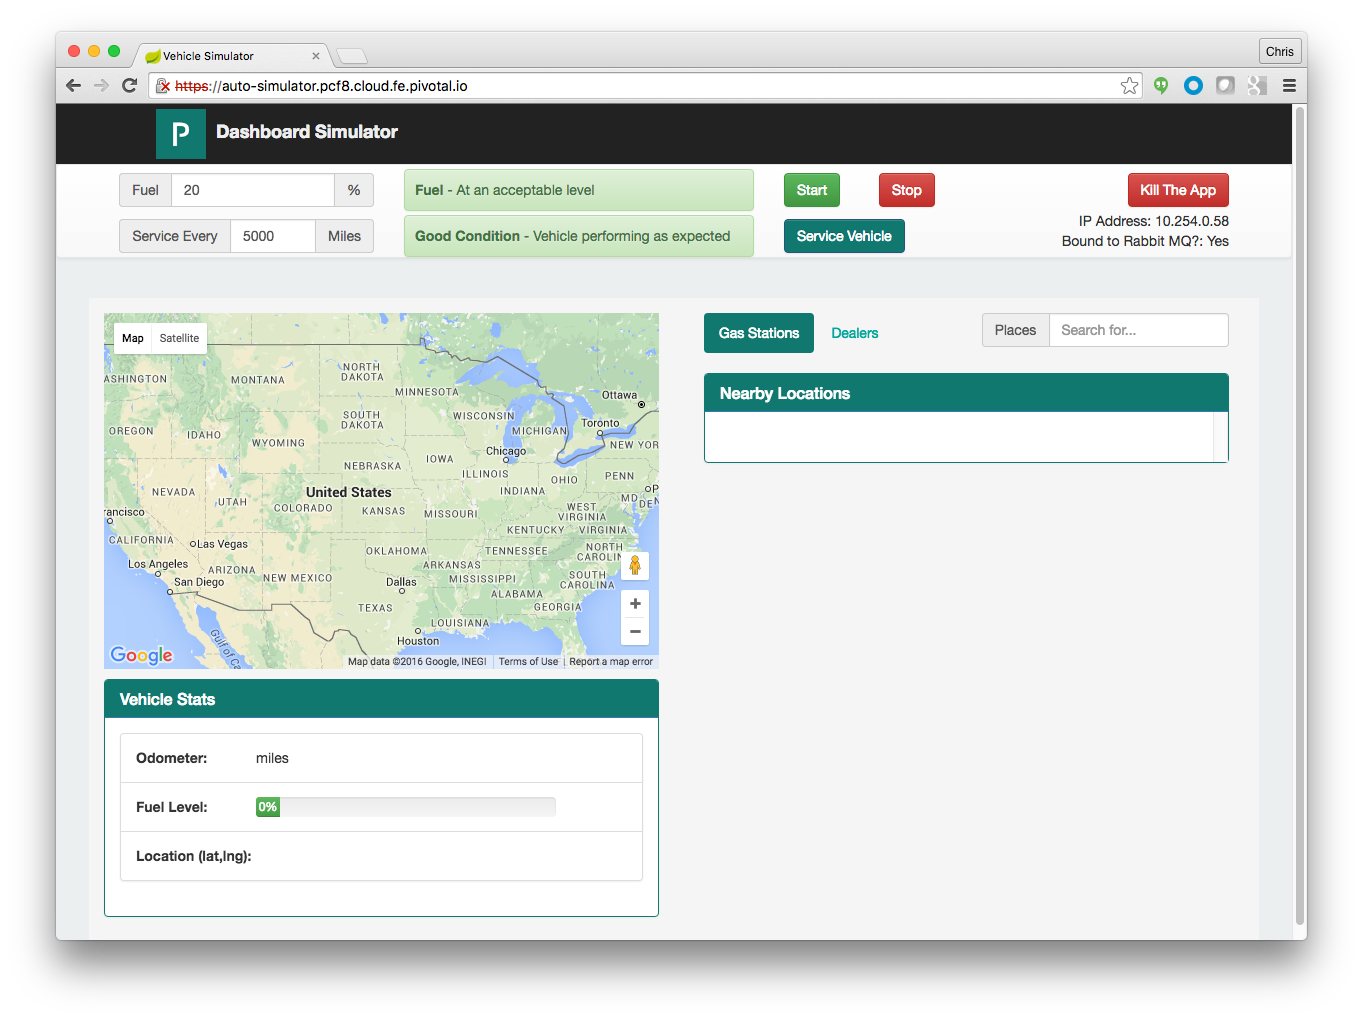 Vehicle Simulator
Chris
https://auto-simulator.pcf8.cloud.fe.pivotal.io
P Dashboard Simulator
Fuel 20 %
Fuel - At an acceptable level
Start Stop
Kill The App
Service Every 5000 Miles
Good Condition - Vehicle performing as expected
Service Vehicle
IP Address: 10.254.0.58
Bound to Rabbit MQ?: Yes
Map Satellite
ASHINGTON
MONTANA
NORTH
DAKOTA
MINNESOTA
Ottawa
OREGON
IDAHO
WYOMING
SOUTH
DAKOTA
WISCONSIN
MICHIGAN
Toronto
NEW YOR
Chicago
NEBRASKA
IOWA
ILLINOIS
INDIANA
OHIO
PENN
NEVADA
UTAH
United States
COLORADO
KANSAS
MISSOURI
WEST
VIRGINIA
MD
DE
P
rancisco
CALIFORNIA
Las Vegas
KENTUCKY
VIRGINIA
OKLAHOMA
TENNESSEE
NORTH
CAROLIN
Los Angeles
ARIZONA
NEW MEXICO
ARKANSAS
San Diego
Dallas
MISSISSIPPI
SOUTH
CAROLINA
ALABAMA
TEXAS
GEORGIA
LOUISIANA
Houston
Gulf of Ca
Google
Map data ©2016 Google, INEGI Terms of Use Report a map error
Gas Stations Dealers
Places Search for...
Nearby Locations
Vehicle Stats
Odometer: miles
Fuel Level: 0%
Location (lat,lng):